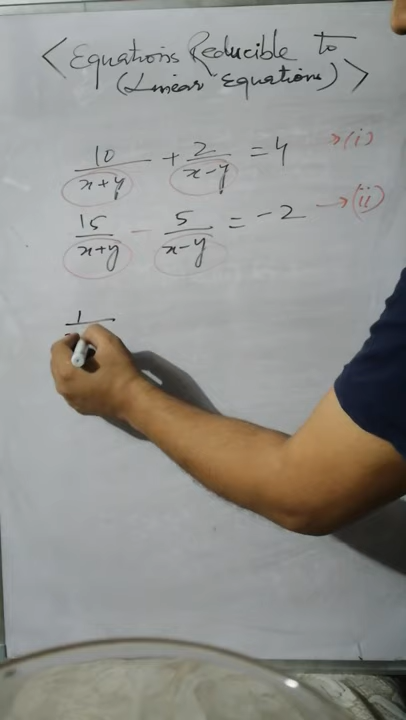 < Equations Reducible To
(Linear Equations) >
10/x+y + 2/x-y = 4 → (i)
15/x+y - 5/x-y = -2 → (ii)
1